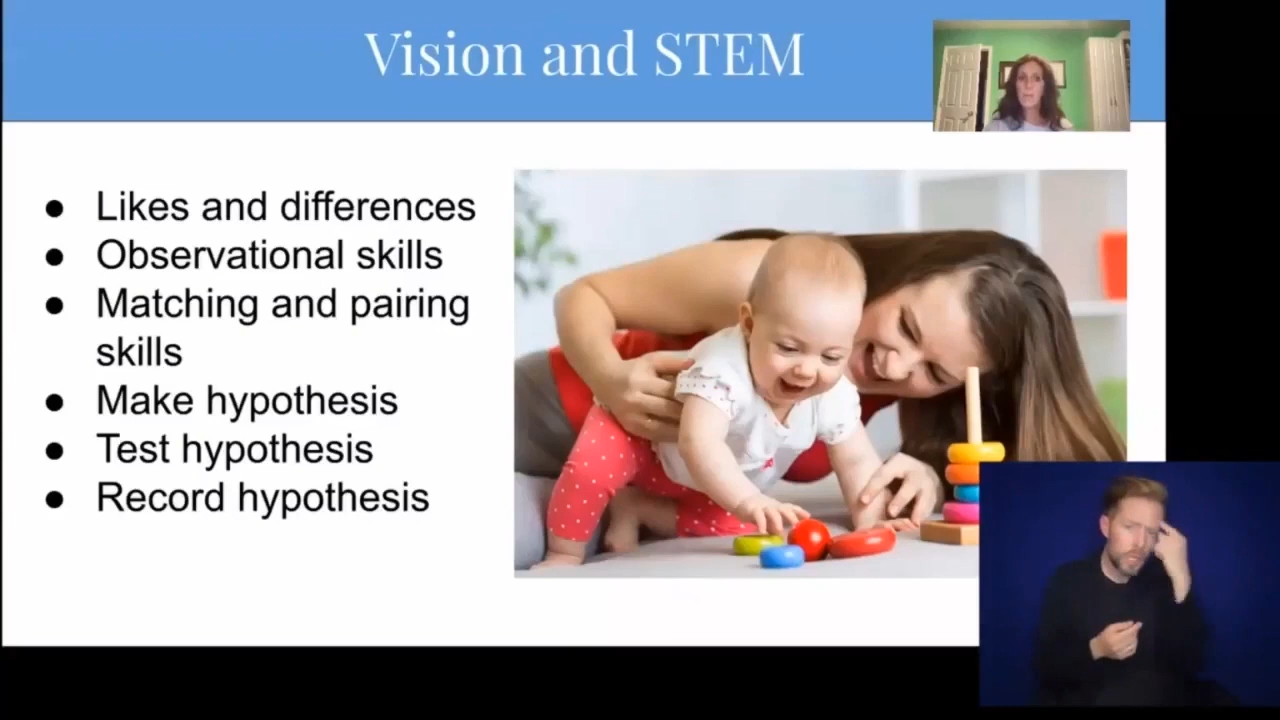 Vision and STEM
● Likes and differences
● Observational skills
● Matching and pairing
skills
● Make hypothesis
● Test hypothesis
● Record hypothesis